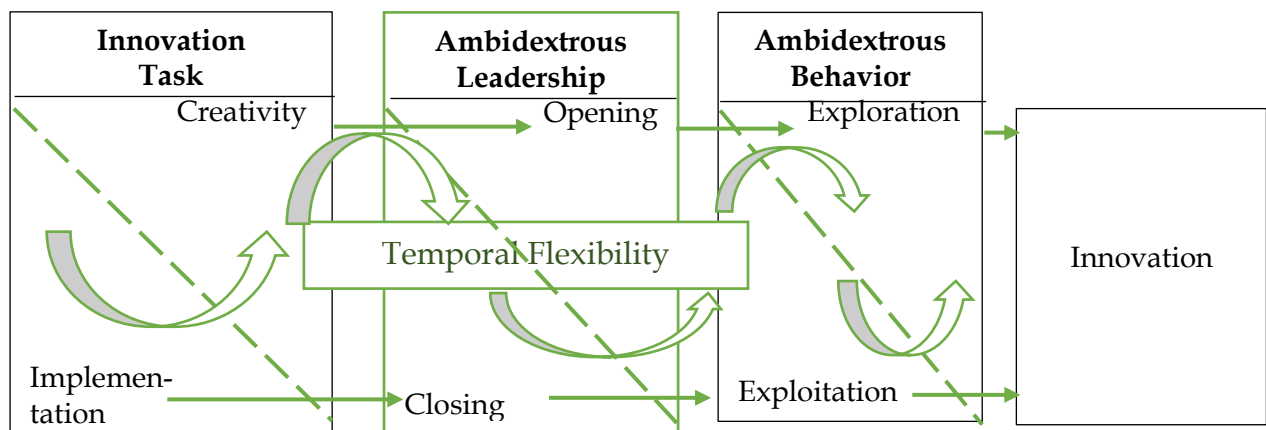 Innovation
Task
Creativity
Implemen-
tation
Ambidextrous
Leadership
Opening
Temporal Flexibility
Closing
Ambidextrous
Behavior
Exploration
Exploitation
Innovation